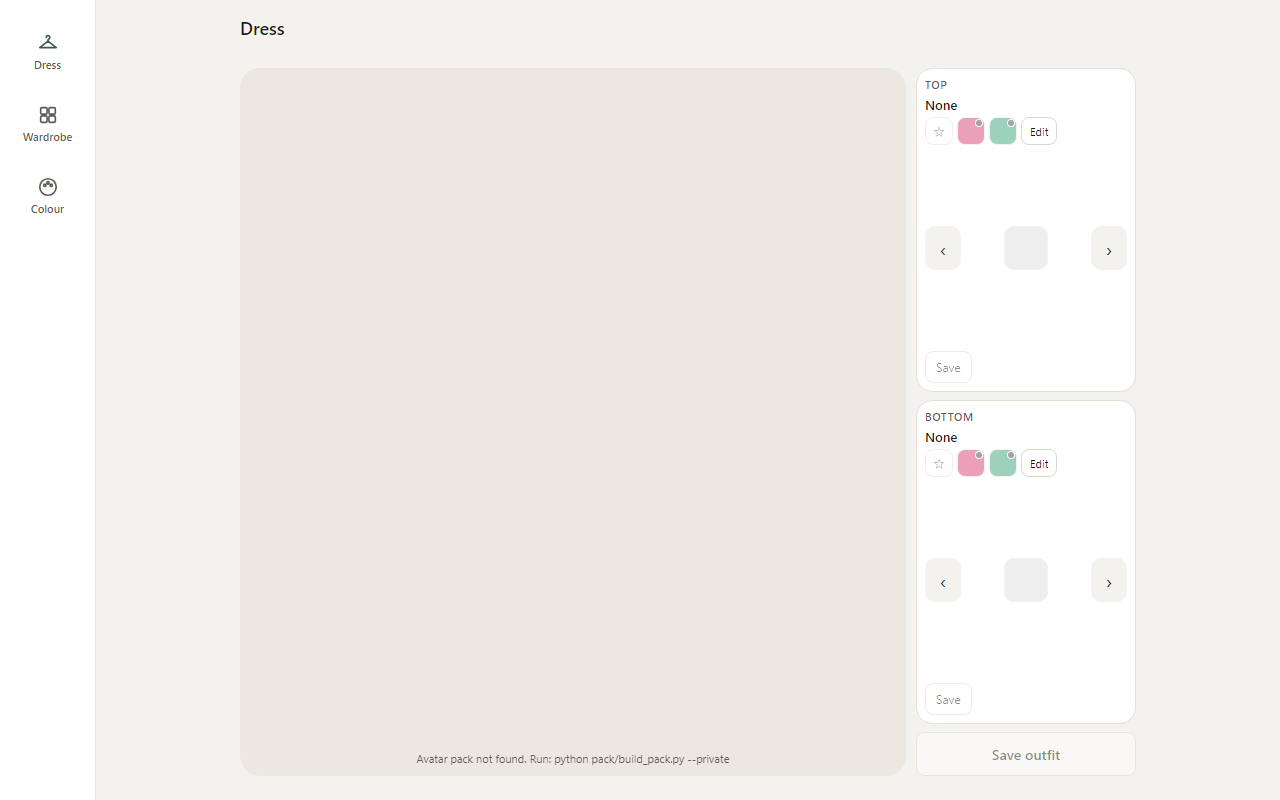 Dress
Dress
Wardrobe
Colour
TOP
None
Edit
Save
BOTTOM
None
Edit
Save
Save outfit
Avatar pack not found. Run: python pack/build_pack.py --private